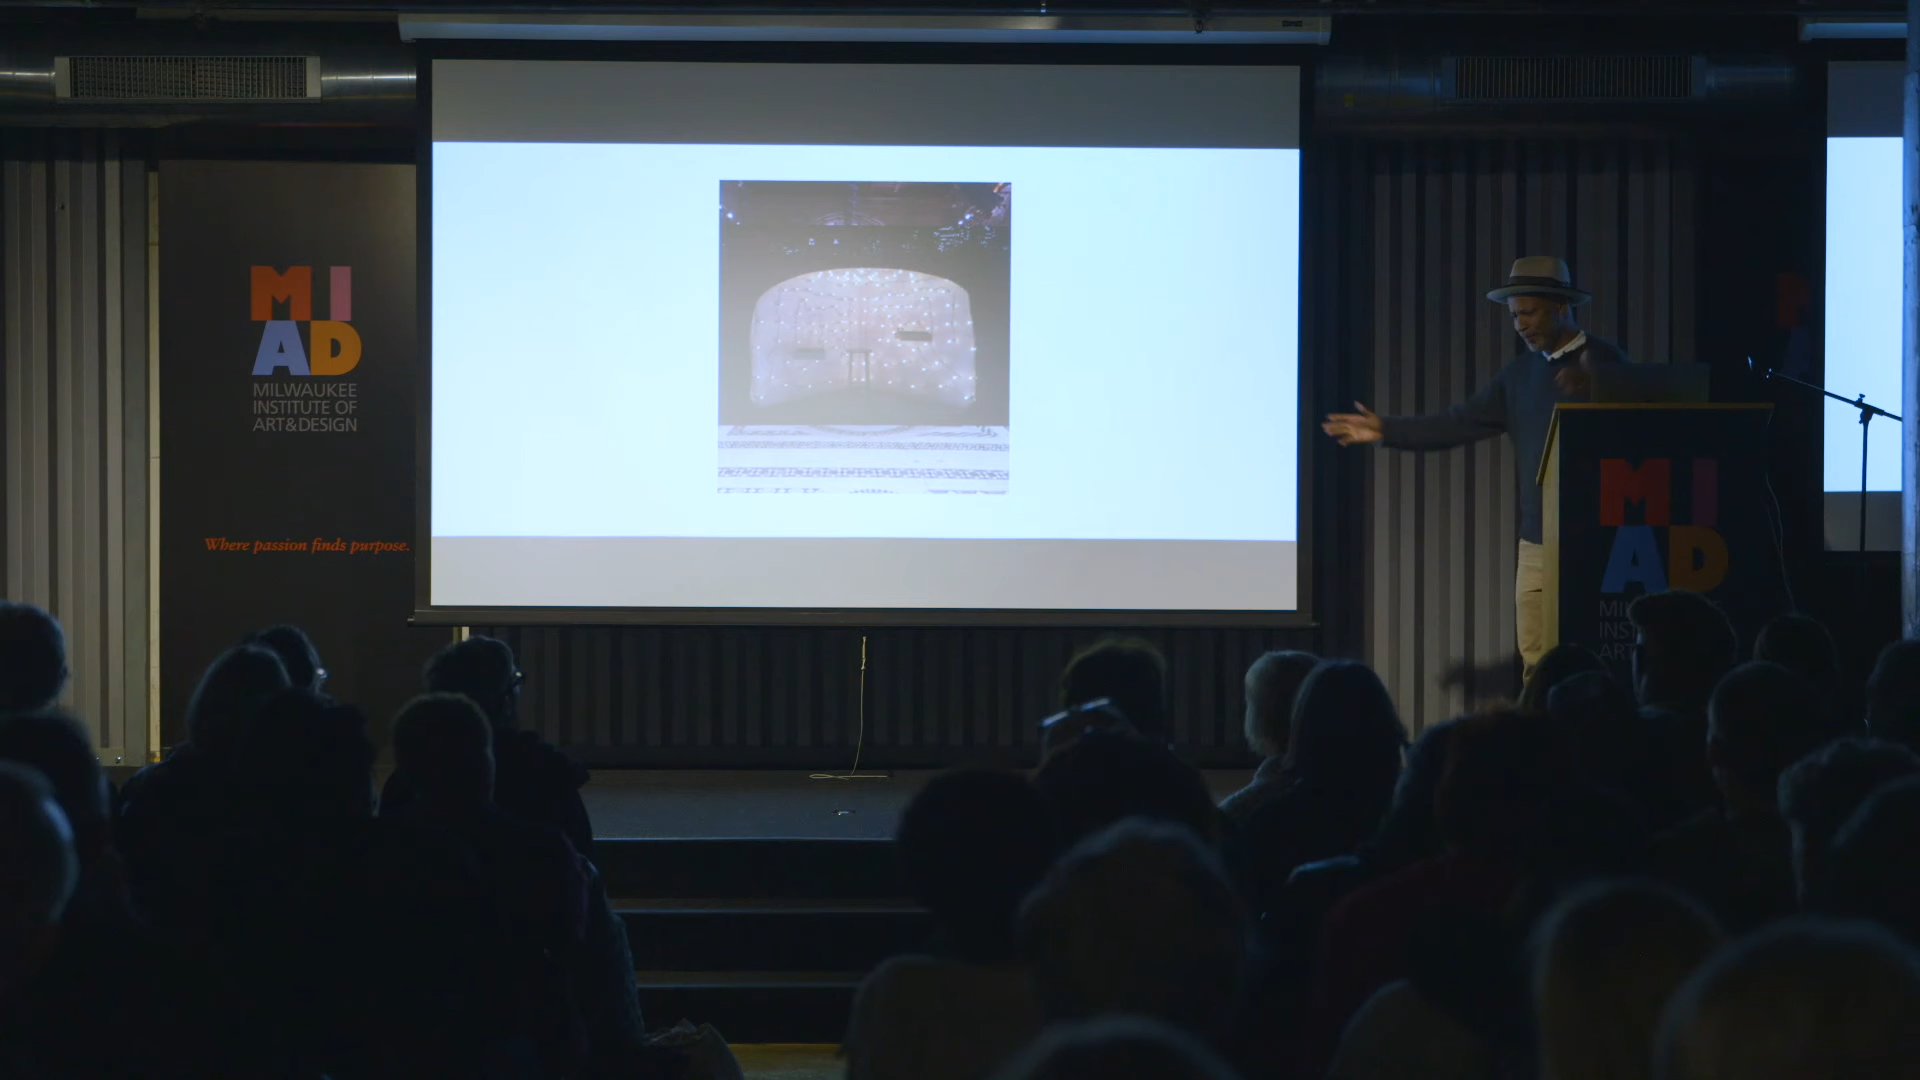 MI
AD
MILWAUKEE
INSTITUTE OF
ART&DESIGN
Where passion finds purpose.
MI
AD